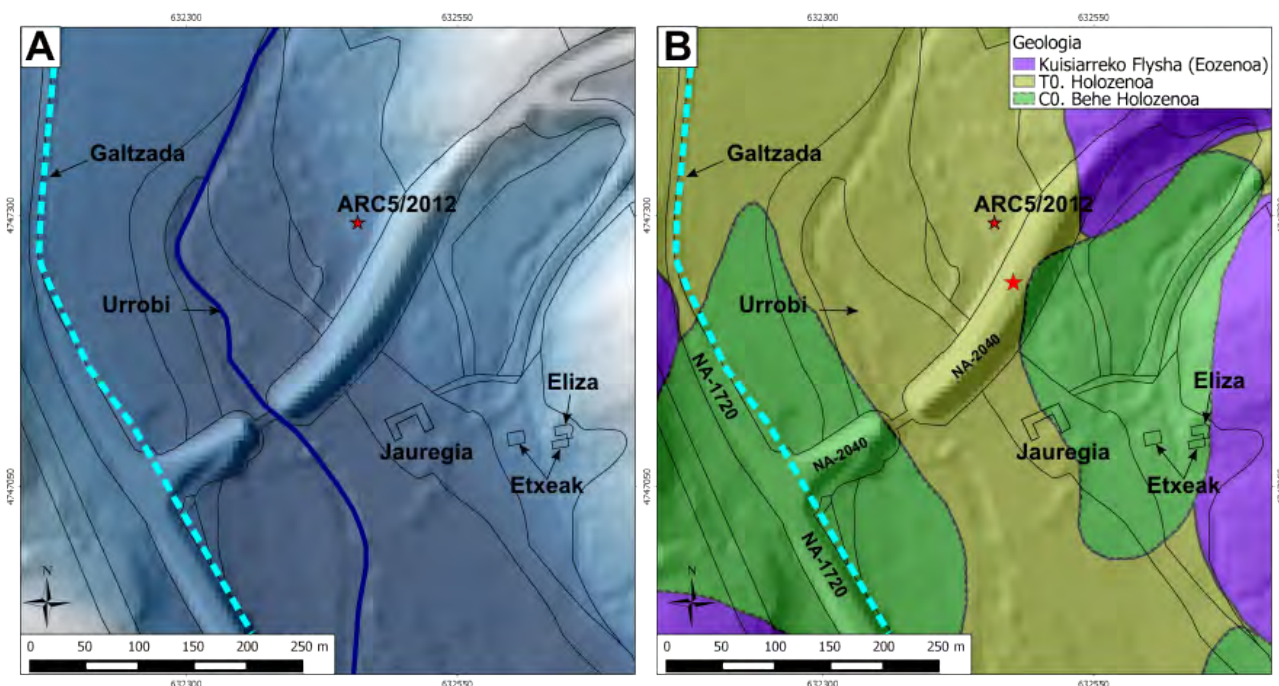 632300
632550
A
Galtzada
ARC5/2012
Urrobi
Eliza
Jauregia
Etxeak
N
0 50 100 150 200 250 m
4747300
4747050
632300
632550
632300
632550
B
Geologia
Kuisiarreko Flysha (Eozenoa)
T0. Holozenoa
C0. Behe Holozenoa
Galtzada
ARC5/2012
Urrobi
NA-2040
NA-1720
Eliza
Jauregia
NA-2040
Etxeak
NA-1720
N
0 50 100 150 200 250 m
4747300
4747050
632300
632550